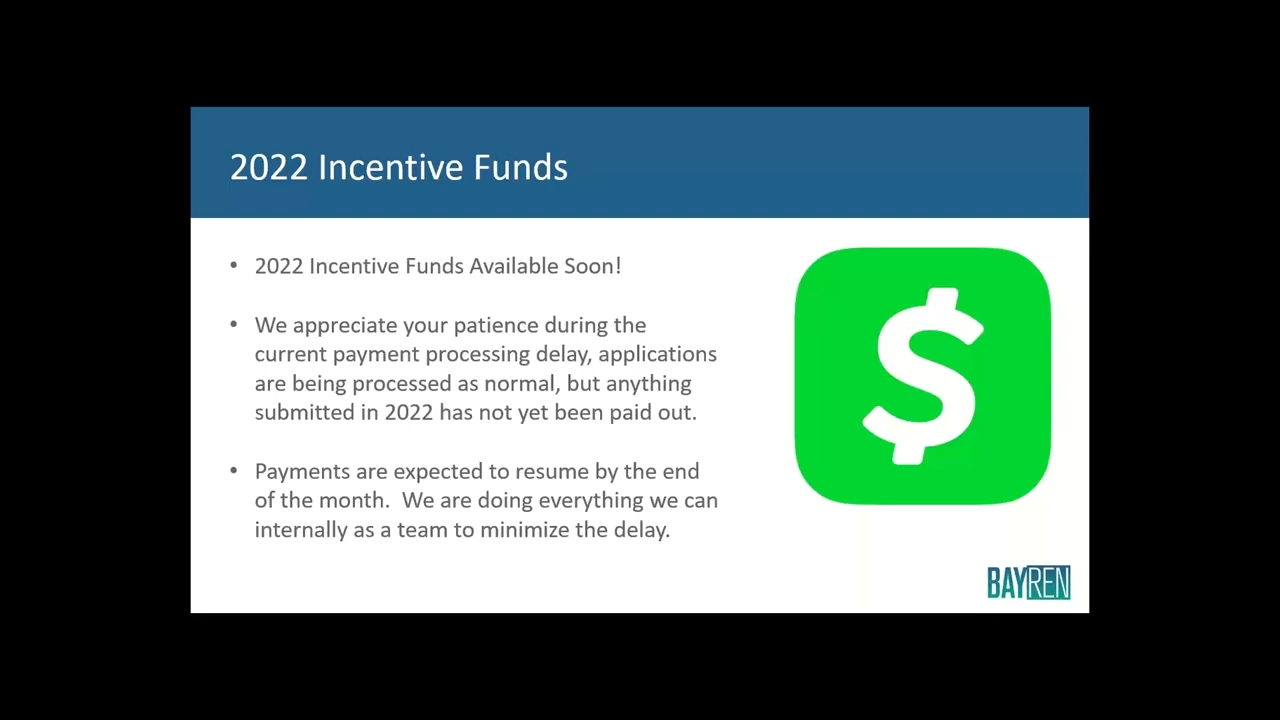 2022 Incentive Funds
• 2022 Incentive Funds Available Soon!
• We appreciate your patience during the
current payment processing delay, applications
are being processed as normal, but anything
submitted in 2022 has not yet been paid out.
• Payments are expected to resume by the end
of the month.  We are doing everything we can
internally as a team to minimize the delay.
$
BAYREN